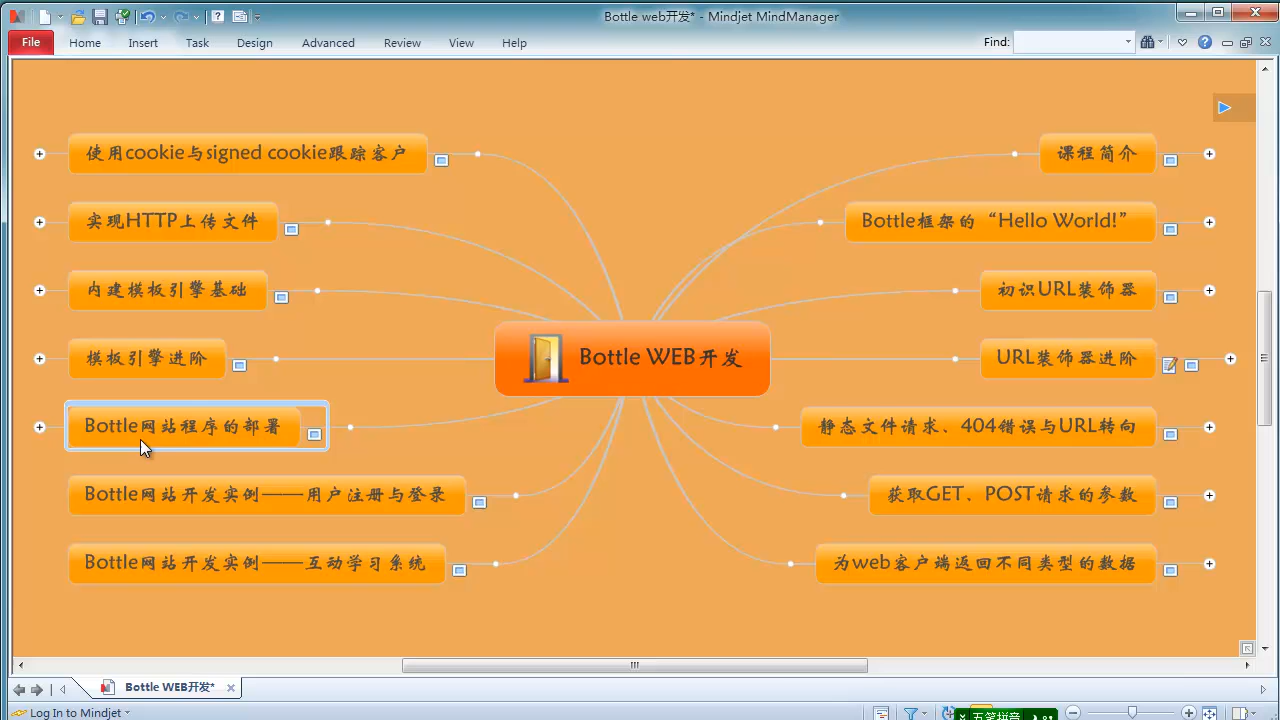 Bottle web开发* - Mindjet MindManager
File Home Insert Task Design Advanced Review View Help Find:
使用cookie与signed cookie跟踪客户
实现HTTP上传文件
内建模板引擎基础
模板引擎进阶
Bottle网站程序的部署
Bottle网站开发实例——用户注册与登录
Bottle网站开发实例——互动学习系统
Bottle WEB开发
课程简介
Bottle框架的“Hello World!”
初识URL装饰器
URL装饰器进阶
静态文件请求、404错误与URL转向
获取GET、POST请求的参数
为web客户端返回不同类型的数据
Bottle WEB开发*
Log In to Mindjet
五笔拼音